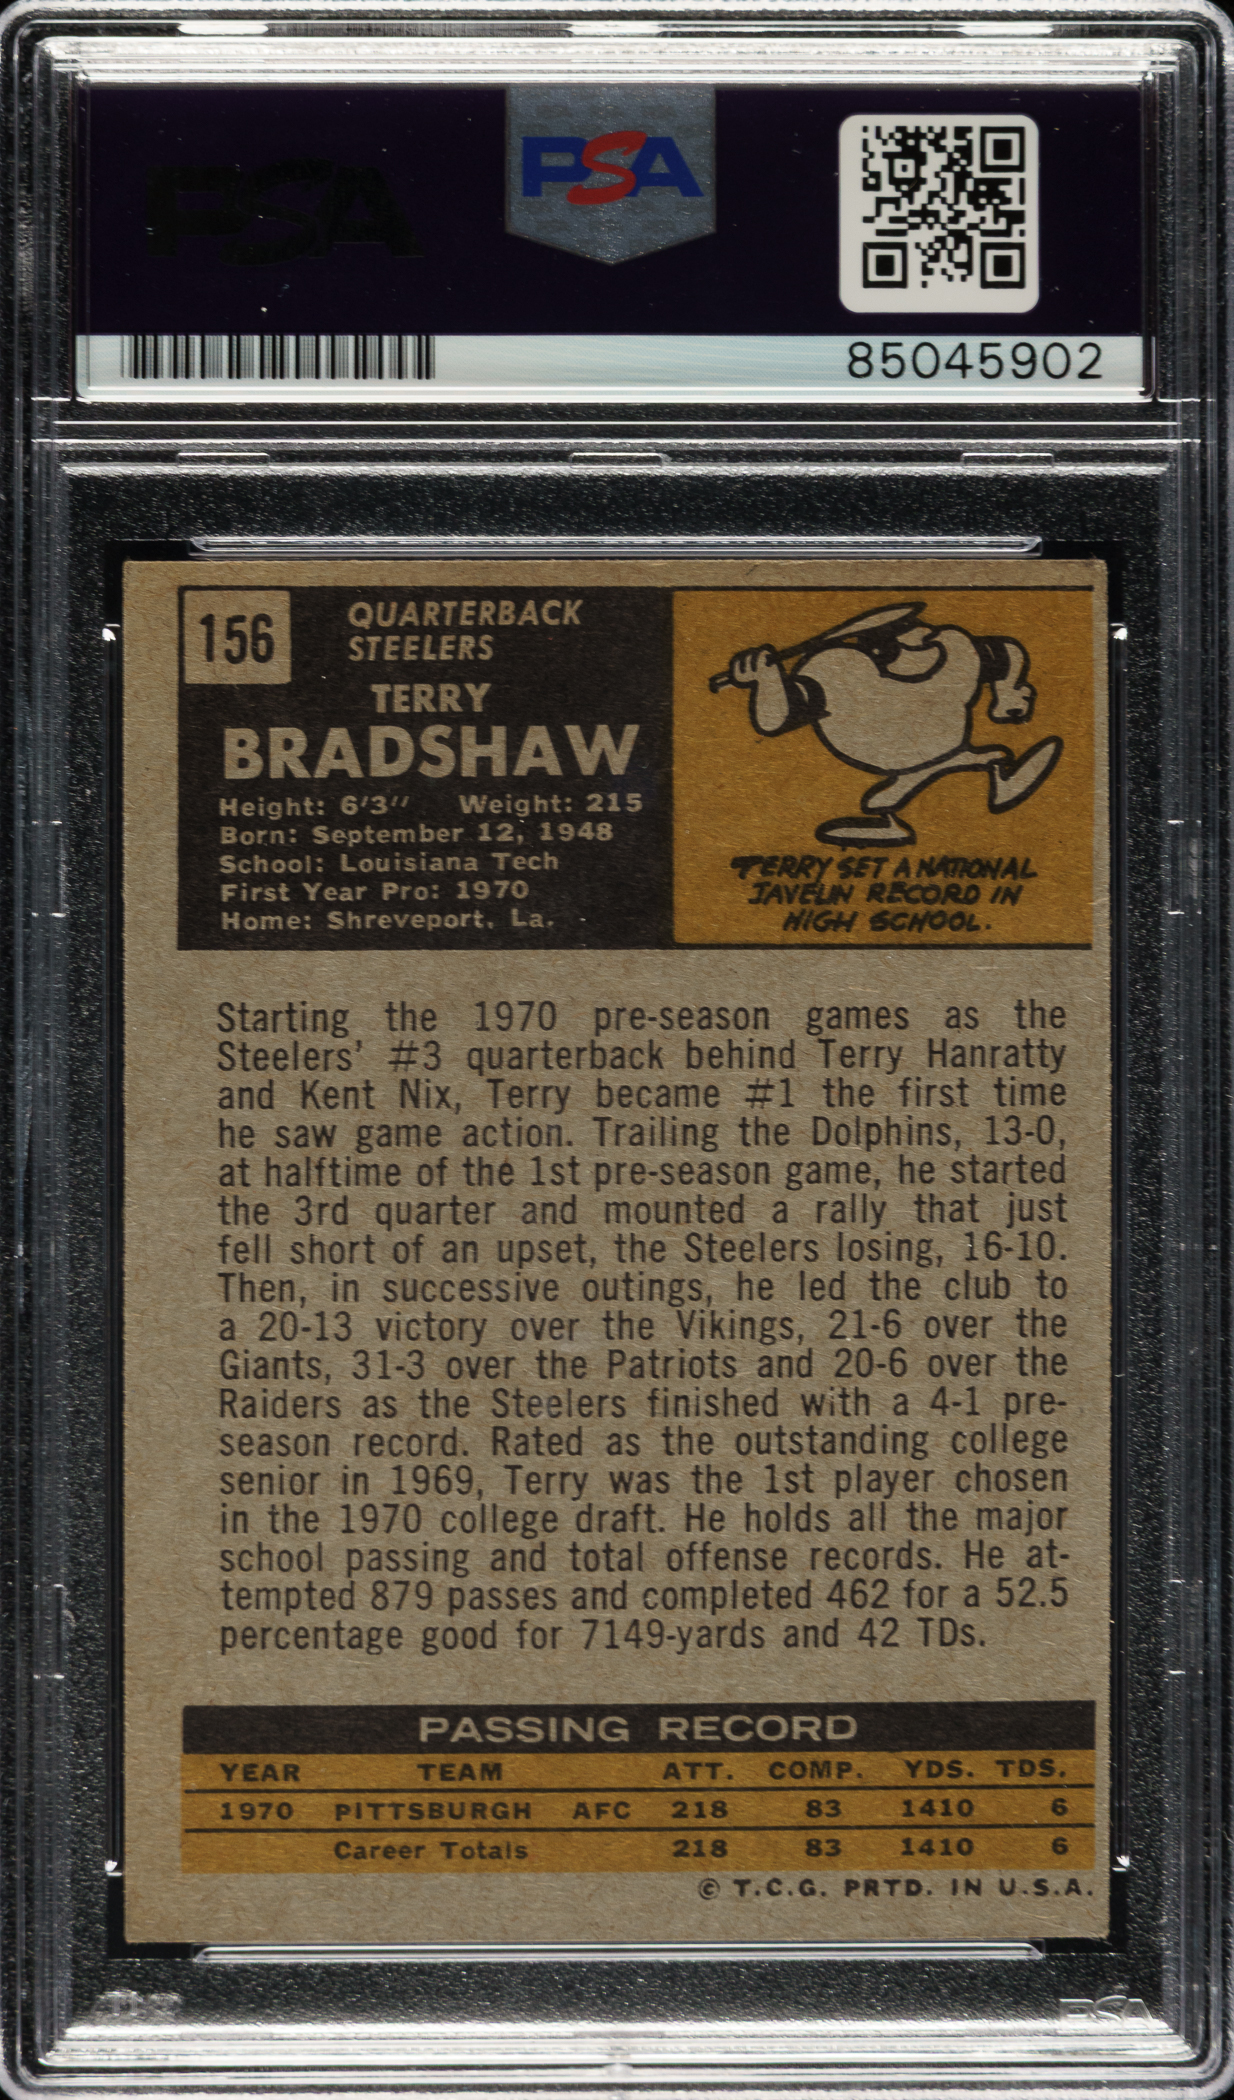 PSA
PSA
85045902
156
QUARTERBACK
STEELERS
TERRY
BRADSHAW
Height: 6'3" Weight: 215
Born: September 12, 1948
School: Louisiana Tech
First Year Pro: 1970
Home: Shreveport, La.
TERRY SET A NATIONAL
JAVELIN RECORD IN
HIGH SCHOOL.
Starting the 1970 pre-season games as the
Steelers' #3 quarterback behind Terry Hanratty
and Kent Nix, Terry became #1 the first time
he saw game action. Trailing the Dolphins, 13-0,
at halftime of the 1st pre-season game, he started
the 3rd quarter and mounted a rally that just
fell short of an upset, the Steelers losing, 16-10.
Then, in successive outings, he led the club to
a 20-13 victory over the Vikings, 21-6 over the
Giants, 31-3 over the Patriots and 20-6 over the
Raiders as the Steelers finished with a 4-1 pre-
season record. Rated as the outstanding college
senior in 1969, Terry was the 1st player chosen
in the 1970 college draft. He holds all the major
school passing and total offense records. He at-
tempted 879 passes and completed 462 for a 52.5
percentage good for 7149-yards and 42 TDs.
PASSING RECORD
YEAR TEAM ATT. COMP. YDS. TDS.
1970 PITTSBURGH AFC 218 83 1410 6
Career Totals 218 83 1410 6
© T.C.G. PRTD. IN U.S.A.
PSA